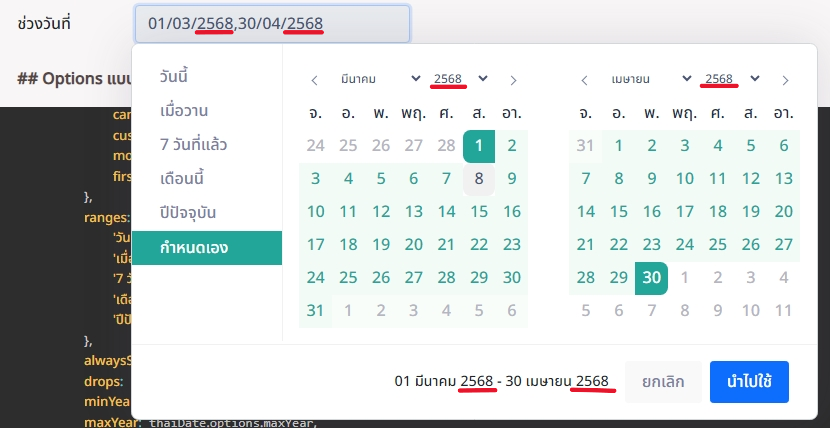 ช่วงวันที่ 01/03/2568,30/04/2568
## Options แบบ
วันนี้
เมื่อวาน
7 วันที่แล้ว
เดือนนี้
ปีปัจจุบัน
กำหนดเอง
มีนาคม 2568
จ. อ. พ. พฤ. ศ. ส. อา.
24 25 26 27 28 1 2
3 4 5 6 7 8 9
10 11 12 13 14 15 16
17 18 19 20 21 22 23
24 25 26 27 28 29 30
31 1 2 3 4 5 6
เมษายน 2568
จ. อ. พ. พฤ. ศ. ส. อา.
31 1 2 3 4 5 6
7 8 9 10 11 12 13
14 15 16 17 18 19 20
21 22 23 24 25 26 27
28 29 30 1 2 3 4
5 6 7 8 9 10 11
01 มีนาคม 2568 - 30 เมษายน 2568
ยกเลิก
นำไปใช้
car
cus
mo
firs
},
ranges:
'วัน
'เมื่อ
'7 วั
'เดือ
'ปีปั
},
alwaysS
drops:
minYea
maxYear: thaiDate.options.maxYear,